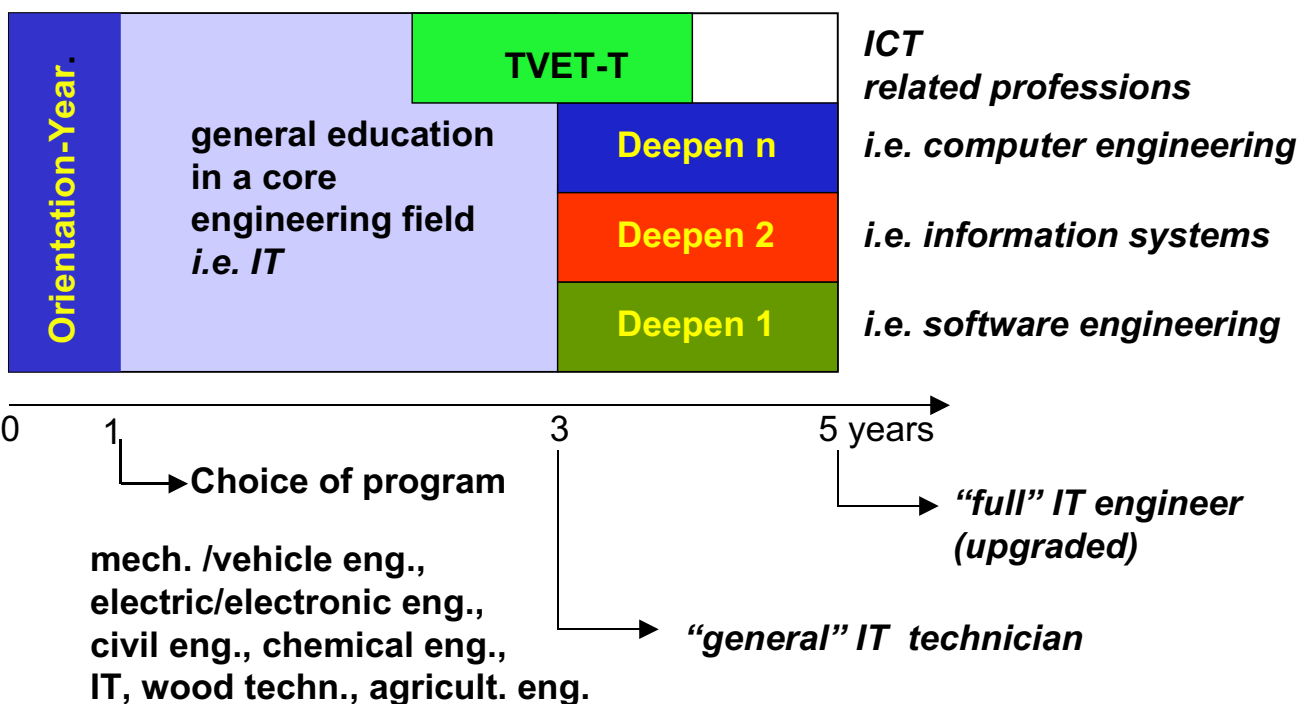 Orientation-Year.
general education
in a core
engineering field
i.e. IT
TVET-T
Deepen n
Deepen 2
Deepen 1
ICT
related professions
i.e. computer engineering
i.e. information systems
i.e. software engineering
0
1
3
5 years
Choice of program
mech. /vehicle eng.,
electric/electronic eng.,
civil eng., chemical eng.,
IT, wood techn., agricult. eng.
“general” IT technician
“full” IT engineer
(upgraded)